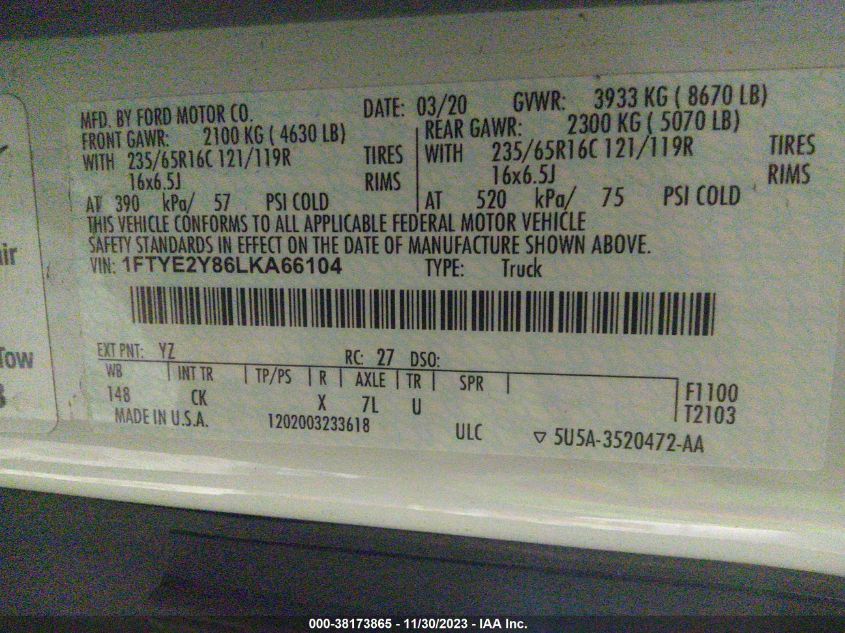 MFD. BY FORD MOTOR CO. DATE: 03/20 GVWR: 3933 KG ( 8670 LB)
FRONT GAWR: 2100 KG ( 4630 LB) REAR GAWR: 2300 KG ( 5070 LB)
WITH 235/65R16C 121/119R TIRES WITH 235/65R16C 121/119R TIRES
16x6.5J RIMS 16x6.5J RIMS
AT 390 kPa/ 57 PSI COLD AT 520 kPa/ 75 PSI COLD
THIS VEHICLE CONFORMS TO ALL APPLICABLE FEDERAL MOTOR VEHICLE
SAFETY STANDARDS IN EFFECT ON THE DATE OF MANUFACTURE SHOWN ABOVE.
VIN: 1FTYE2Y86LKA66104 TYPE: Truck
EXT PNT: YZ RC: 27 DSO:
WB INT TR TP/PS R AXLE TR SPR F1100
148 CK X 7L U T2103
MADE IN U.S.A. 1202003233618 ULC ▽ 5U5A-3520472-AA
Tow
000-38173865 - 11/30/2023 - IAA Inc.